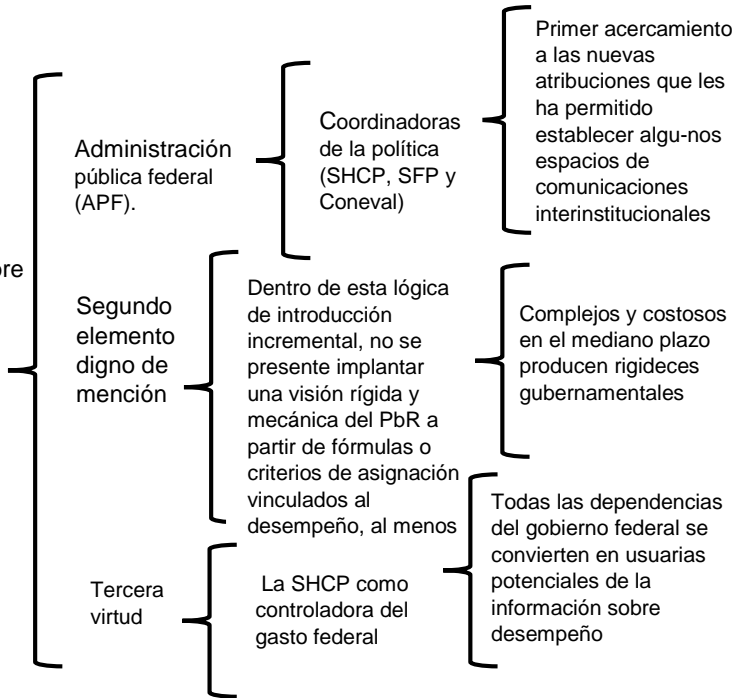 Administración
pública federal
(APF).
Coordinadoras
de la política
(SHCP, SFP y
Coneval)
Primer acercamiento
a las nuevas
atribuciones que les
ha permitido
establecer algu-nos
espacios de
comunicaciones
interinstitucionales
Segundo
elemento
digno de
mención
Dentro de esta lógica
de introducción
incremental, no se
presente implantar
una visión rígida y
mecánica del PbR a
partir de fórmulas o
criterios de asignación
vinculados al
desempeño, al menos
Complejos y costosos
en el mediano plazo
producen rigideces
gubernamentales
Tercera
virtud
La SHCP como
controladora del
gasto federal
Todas las dependencias
del gobierno federal se
convierten en usuarias
potenciales de la
información sobre
desempeño